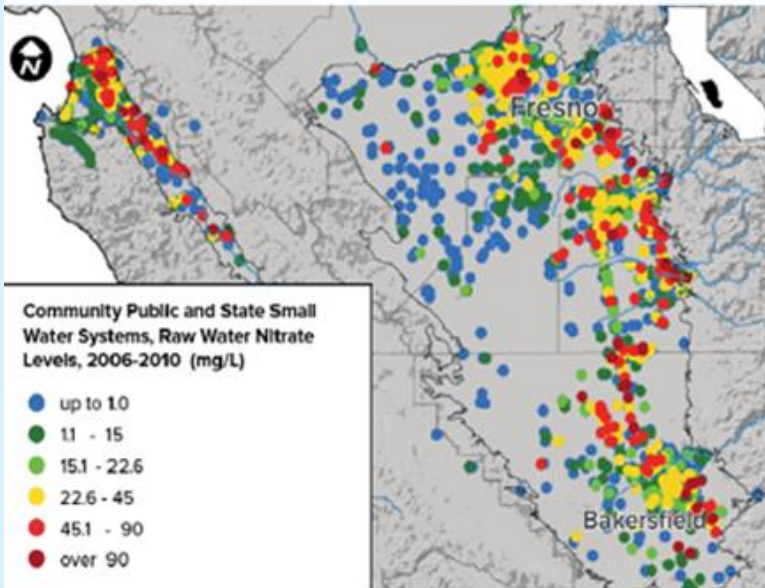 N
Fresno
Community Public and State Small
Water Systems, Raw Water Nitrate
Levels, 2006-2010 (mg/L)
up to 1.0
1.1 - 15
15.1 - 22.6
22.6 - 45
45.1 - 90
over 90
Bakersfield